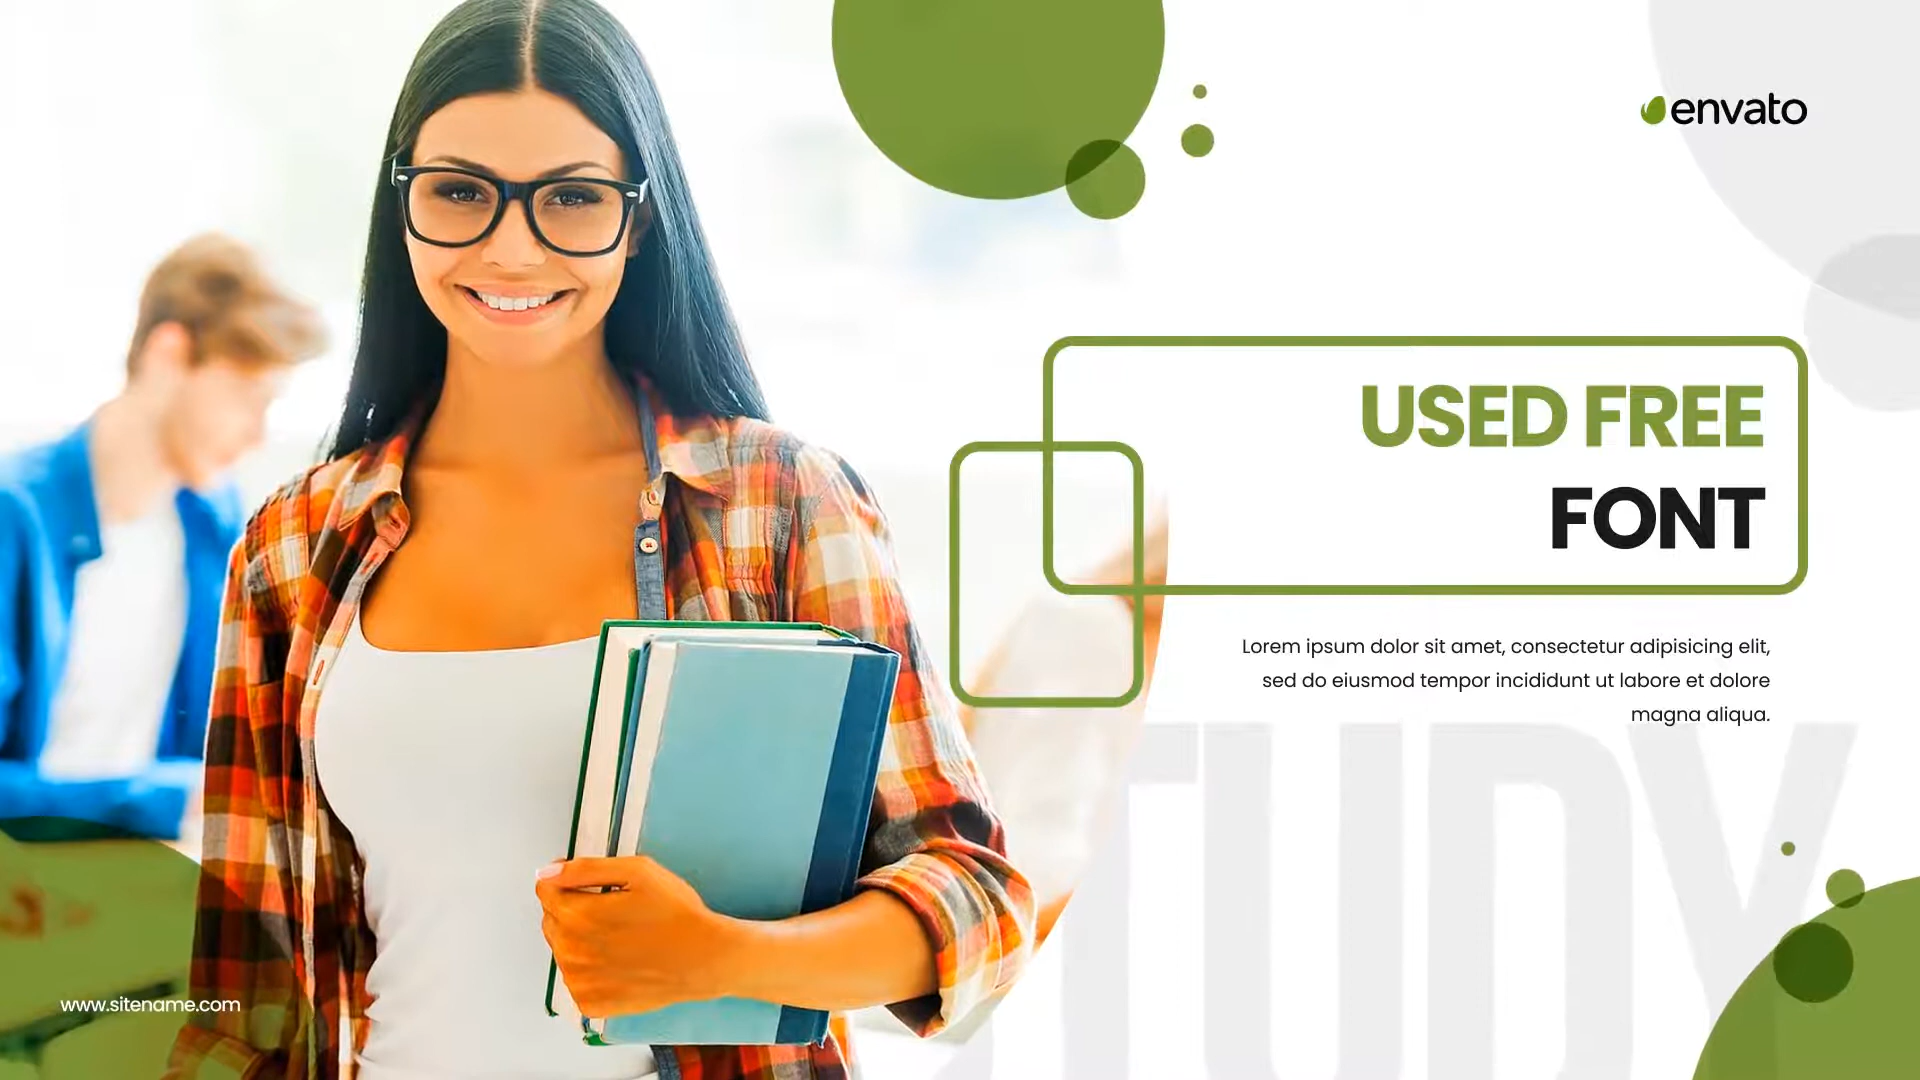 envato
USED FREE
FONT
Lorem ipsum dolor sit amet, consectetur adipisicing elit,
sed do eiusmod tempor incididunt ut labore et dolore
magna aliqua.
STUDY
www.sitename.com